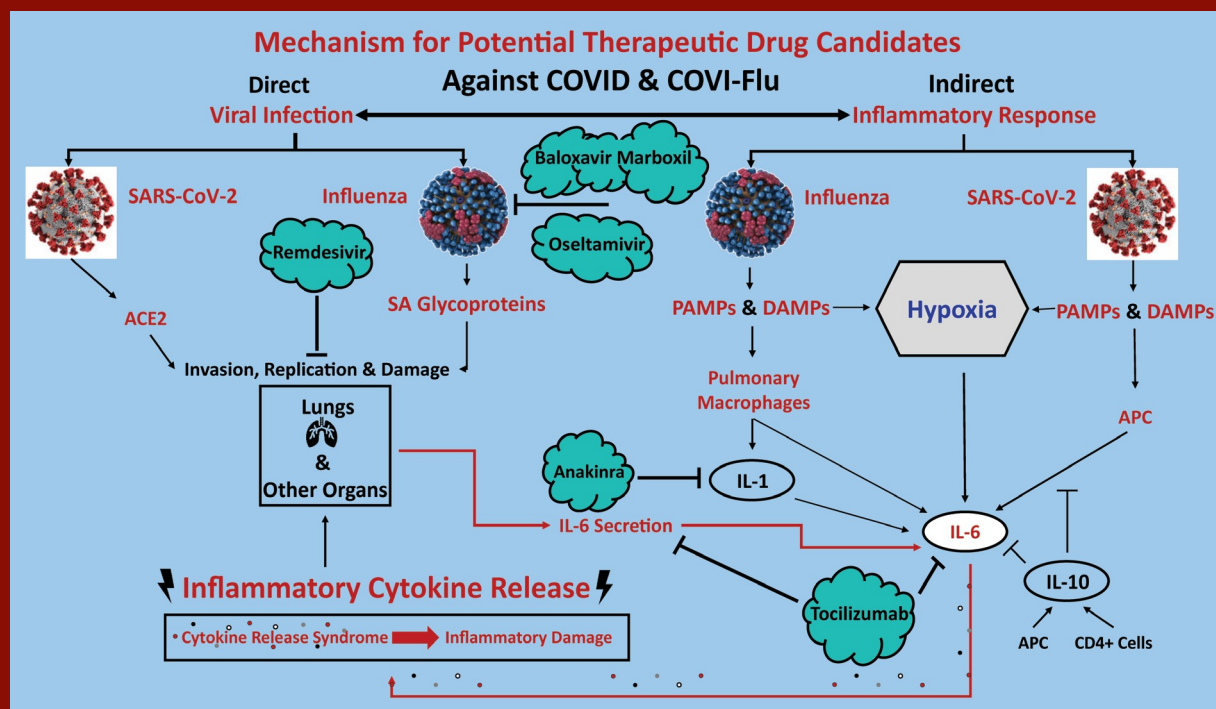 Mechanism for Potential Therapeutic Drug Candidates
Against COVID & COVI-Flu
Direct
Viral Infection
Indirect
Inflammatory Response
SARS-CoV-2
Influenza
Baloxavir Marboxil
Oseltamivir
Influenza
SARS-CoV-2
Remdesivir
ACE2
SA Glycoproteins
Invasion, Replication & Damage
Lungs
&
Other Organs
PAMPs & DAMPs
Hypoxia
PAMPs & DAMPs
Pulmonary
Macrophages
APC
Anakinra
IL-1
IL-6 Secretion
IL-6
IL-10
APC
CD4+ Cells
Tocilizumab
Inflammatory Cytokine Release
Cytokine Release Syndrome
Inflammatory Damage